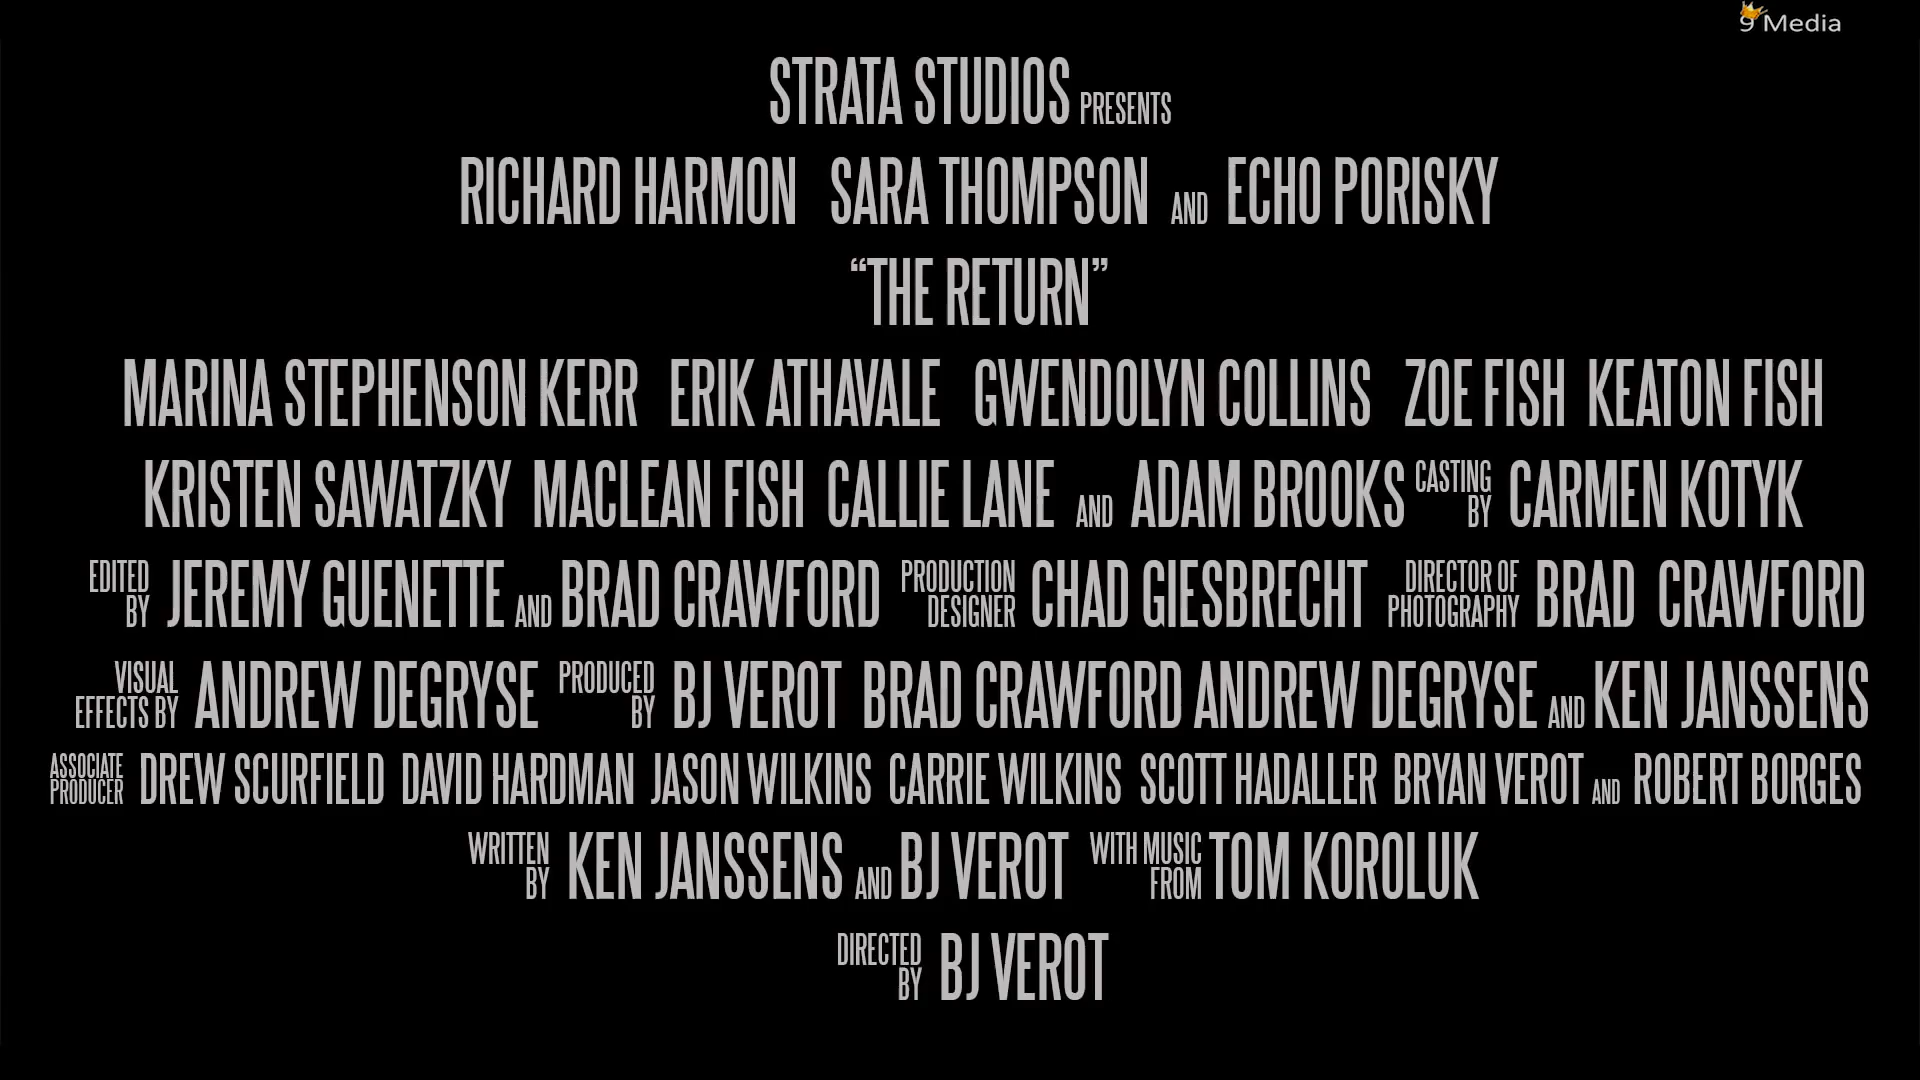 9 Media
STRATA STUDIOS PRESENTS
RICHARD HARMON SARA THOMPSON AND ECHO PORISKY
“THE RETURN”
MARINA STEPHENSON KERR ERIK ATHAVALE GWENDOLYN COLLINS ZOE FISH KEATON FISH
KRISTEN SAWATZKY MACLEAN FISH CALLIE LANE AND ADAM BROOKS CASTING BY CARMEN KOTYK
EDITED BY JEREMY GUENETTE AND BRAD CRAWFORD PRODUCTION DESIGNER CHAD GIESBRECHT DIRECTOR OF PHOTOGRAPHY BRAD CRAWFORD
VISUAL EFFECTS BY ANDREW DEGRYSE PRODUCED BY BJ VEROT BRAD CRAWFORD ANDREW DEGRYSE AND KEN JANSSENS
ASSOCIATE PRODUCER DREW SCURFIELD DAVID HARDMAN JASON WILKINS CARRIE WILKINS SCOTT HADALLER BRYAN VEROT AND ROBERT BORGES
WRITTEN BY KEN JANSSENS AND BJ VEROT WITH MUSIC FROM TOM KOROLUK
DIRECTED BY BJ VEROT